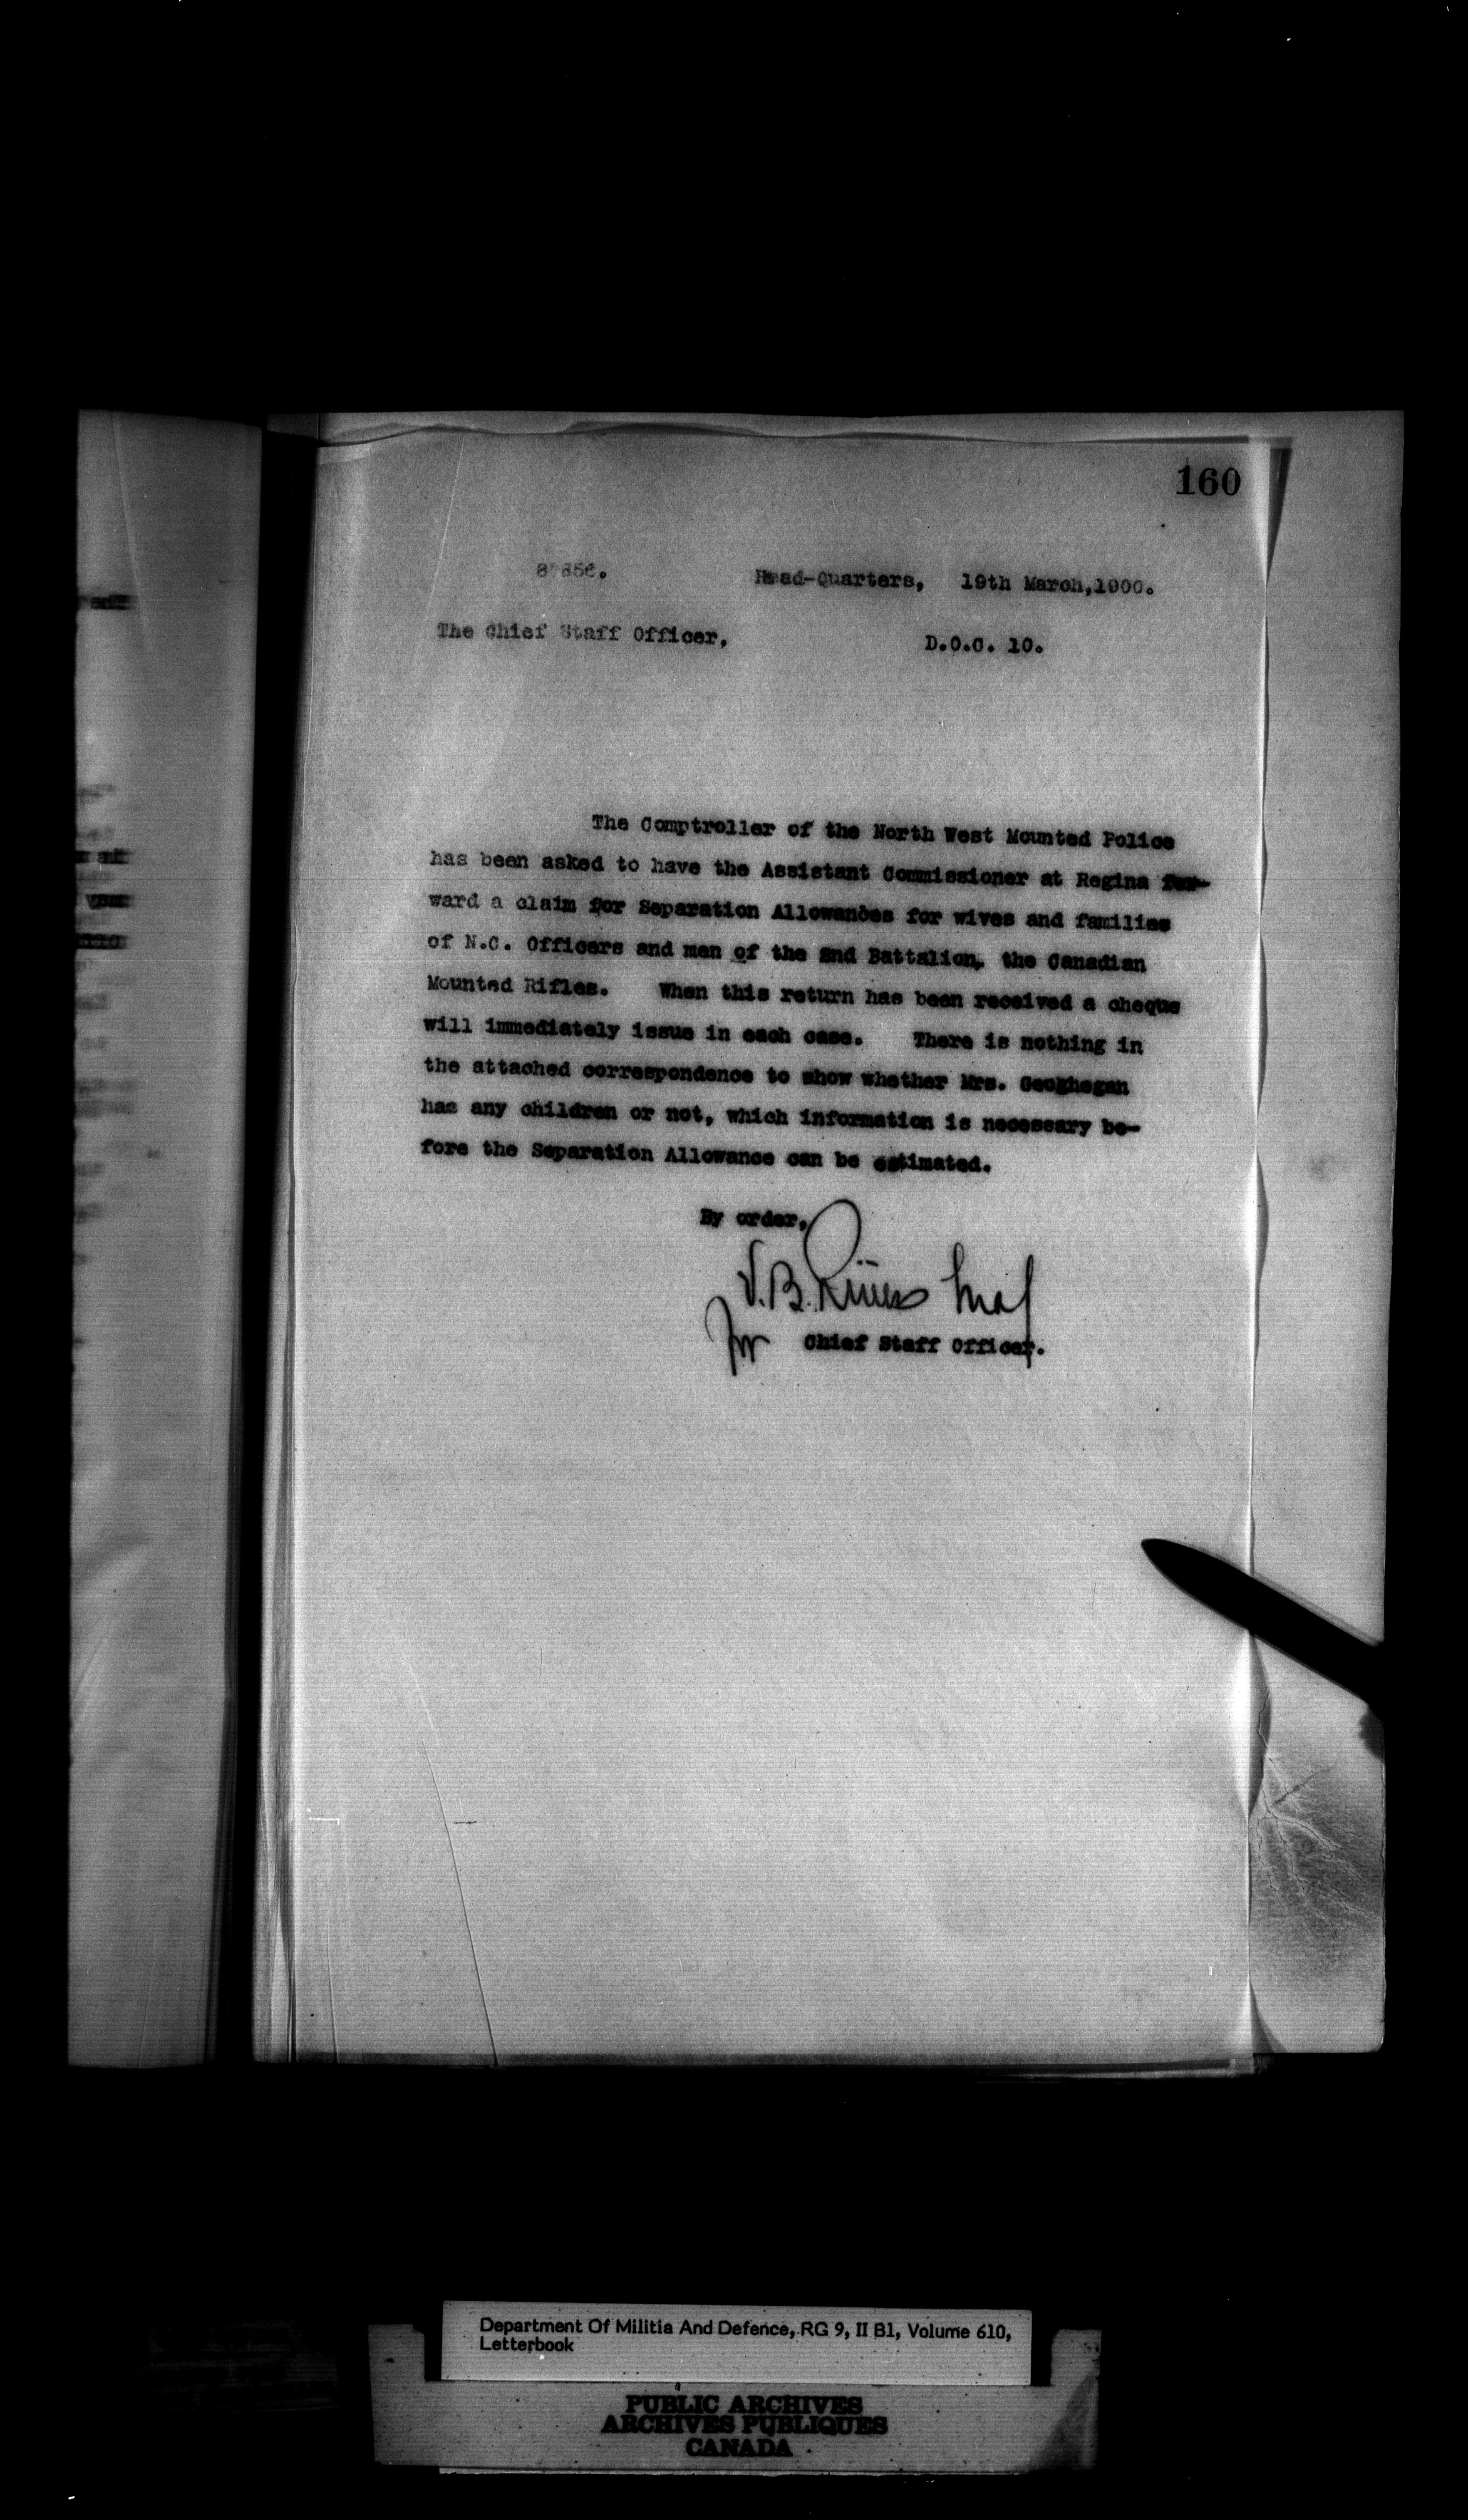 160
Head-Quarters, 19th March,1900.
The Chief Staff Officer,
D.O.C. 10.
The Comptroller of the North West Mounted Police
has been asked to have the Assistant Commissioner at Regina for-
ward a claim for Separation Allowances for wives and families
of N.C. Officers and men of the 2nd Battalion, the Canadian
Mounted Rifles. When this return has been received a cheque
will immediately issue in each case. There is nothing in
the attached correspondence to show whether Mrs. Geoghegan
has any children or not, which information is necessary be-
fore the Separation Allowance can be estimated.
By order,
V.B. Rivers Maj
for Chief Staff Officer.
Department Of Militia And Defence, RG 9, II B1, Volume 610,
Letterbook
PUBLIC ARCHIVES
ARCHIVES PUBLIQUES
CANADA